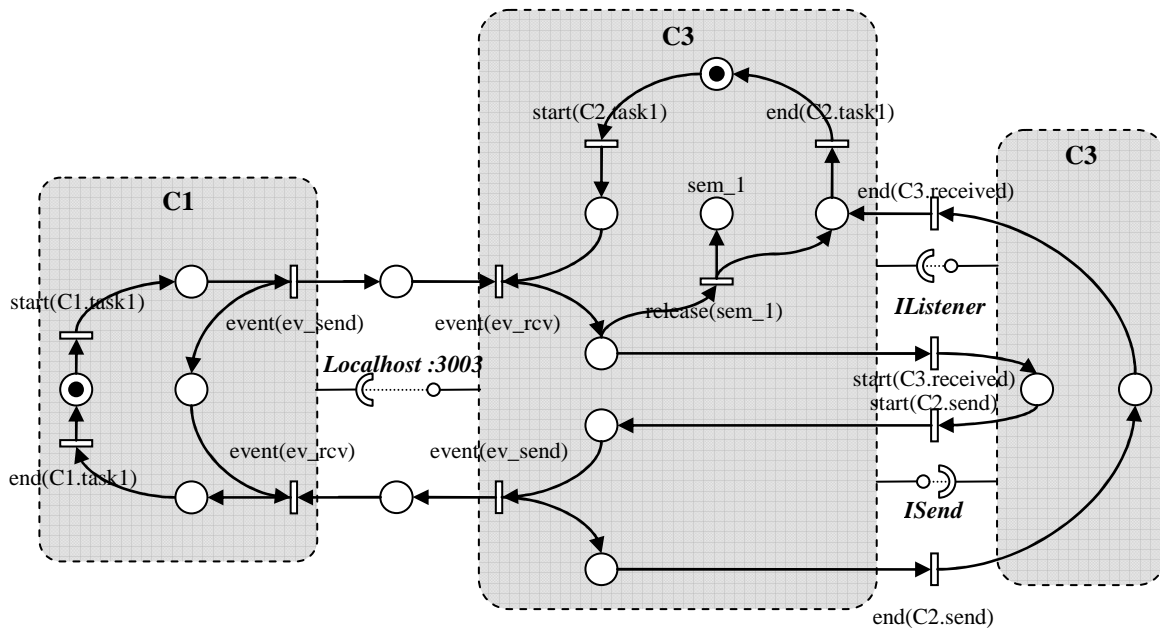 C3
start(C2.task1)
end(C2.task1)
C3
C1
sem_1
end(C3.received)
start(C1.task1)
event(ev_send)
event(ev_rcv)
release(sem_1)
IListener
Localhost :3003
start(C3.received)
start(C2.send)
end(C1.task1)
event(ev_rcv)
event(ev_send)
ISend
end(C2.send)